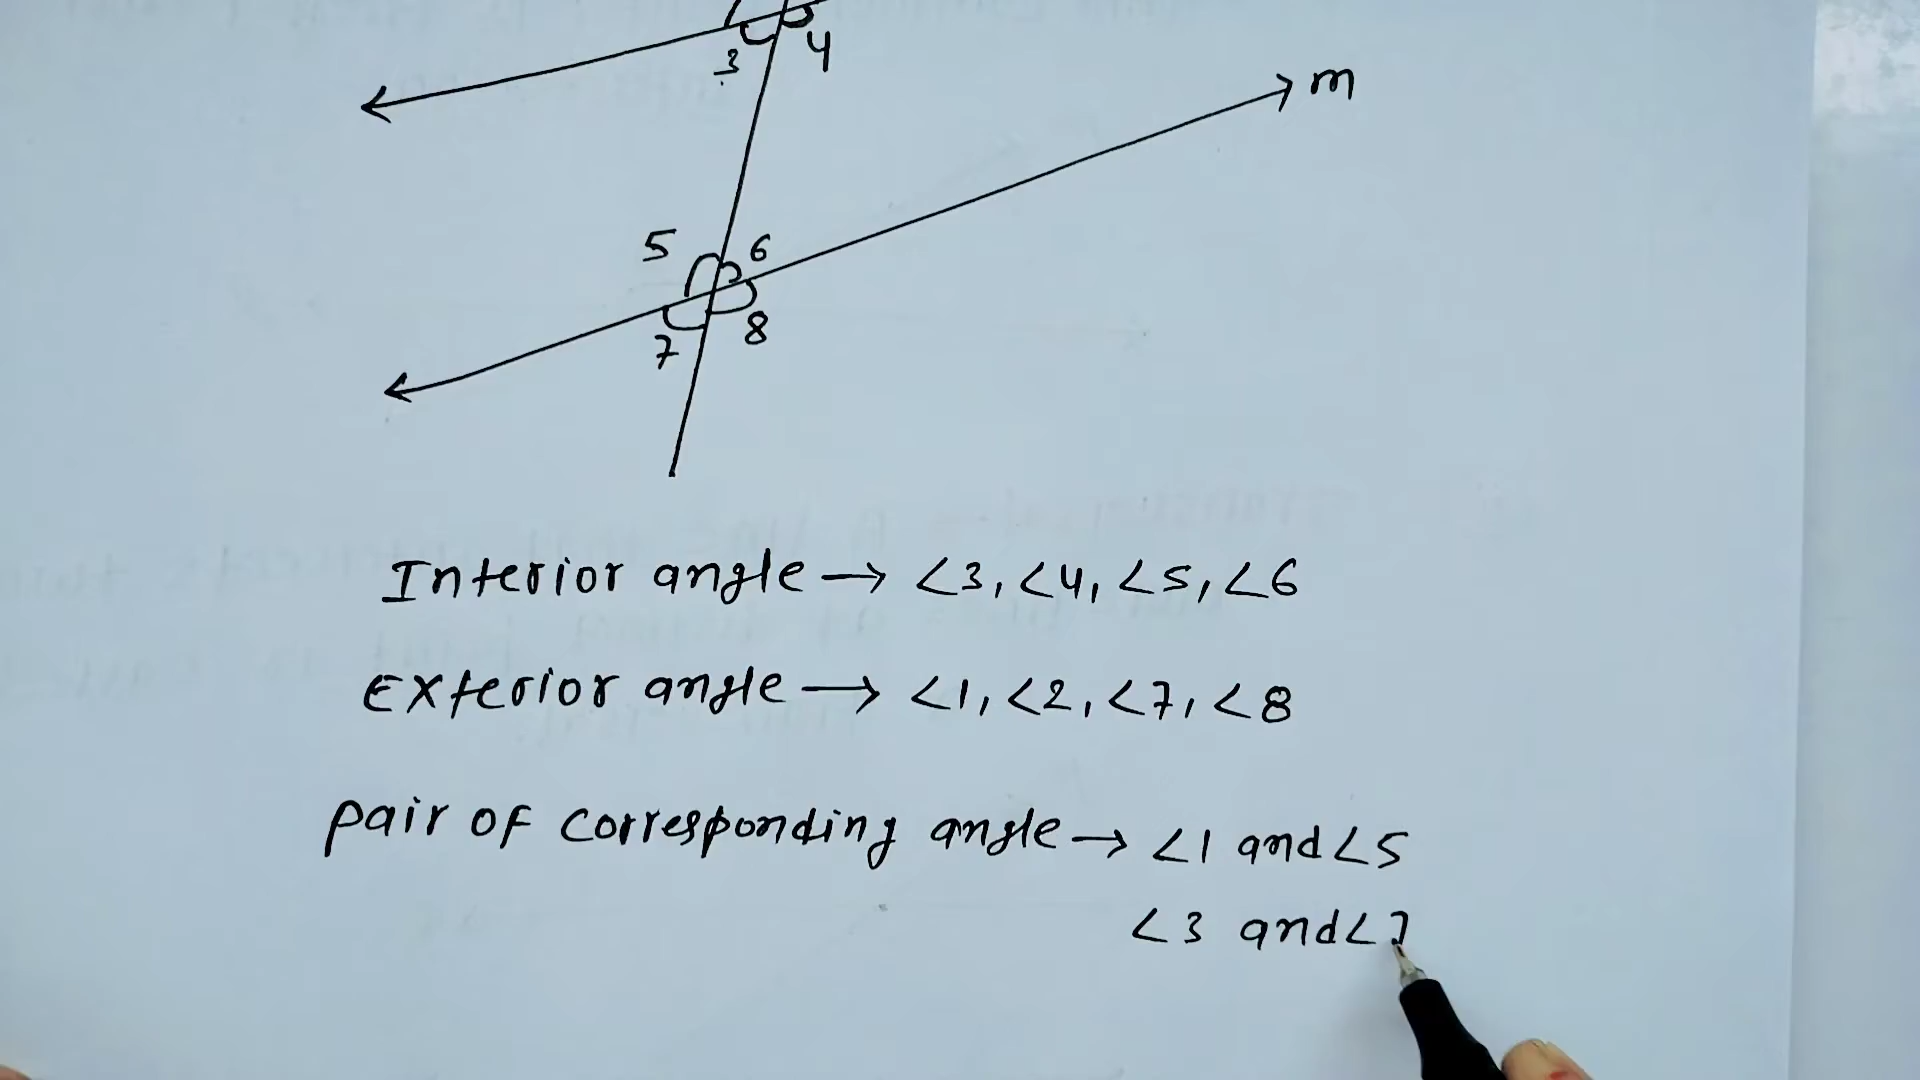 3 4
m
5 6
7 8
Interior angle → ∠3, ∠4, ∠5, ∠6
Exterior angle → ∠1, ∠2, ∠7, ∠8
pair of corresponding angle → ∠1 and ∠5
∠3 and ∠7